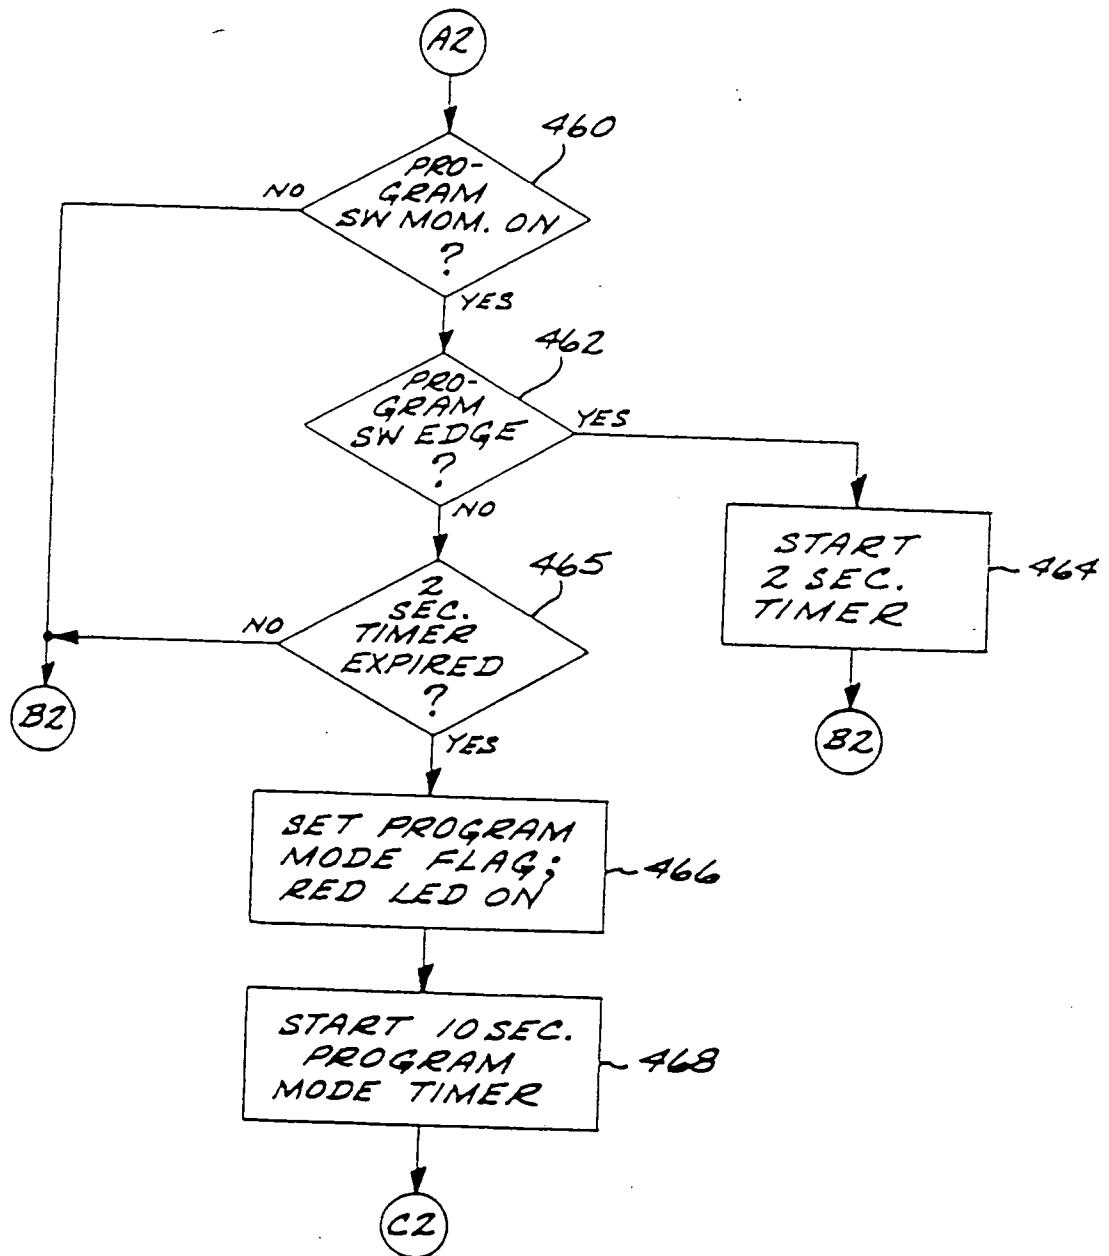 A2
460
PRO-
GRAM
SW MOM. ON
?
NO
YES
462
PRO-
GRAM
SW EDGE
?
YES
NO
START
2 SEC.
TIMER
464
465
2
SEC.
TIMER
EXPIRED
?
NO
B2
B2
YES
SET PROGRAM
MODE FLAG;
RED LED ON
466
START 10 SEC.
PROGRAM
MODE TIMER
468
C2